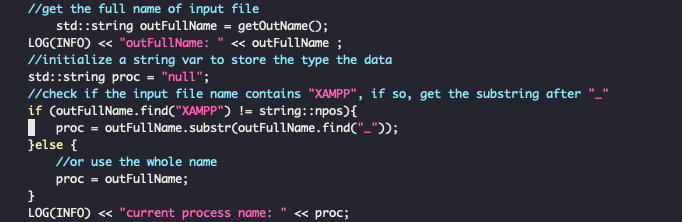 //get the full name of input file
std::string outFullName = getOutName();
LOG(INFO) << "outFullName: " << outFullName ;
//initialize a string var to store the type the data
std::string proc = "null";
//check if the input file name contains "XAMPP", if so, get the substring after "_"
if (outFullName.find("XAMPP") != string::npos){
proc = outFullName.substr(outFullName.find("_"));
}else {
//or use the whole name
proc = outFullName;
}
LOG(INFO) << "current process name: " << proc;